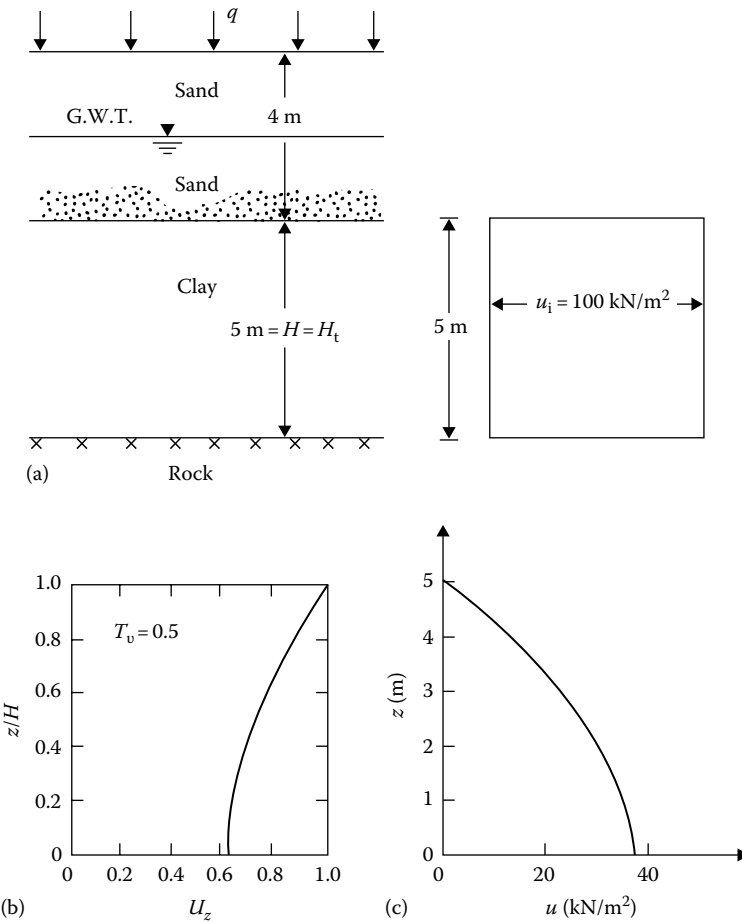 q
Sand
G.W.T.
4 m
Sand
Clay
5 m = H = Hₜ
Rock
(a)
5 m
uᵢ = 100 kN/m²
1.0
0.8
0.6
0.4
0.2
0
z/H
Tᵥ = 0.5
0 0.2 0.4 0.6 0.8 1.0
(b)
U_z
5
4
3
2
1
0
z (m)
0 20 40
(c)
u (kN/m²)